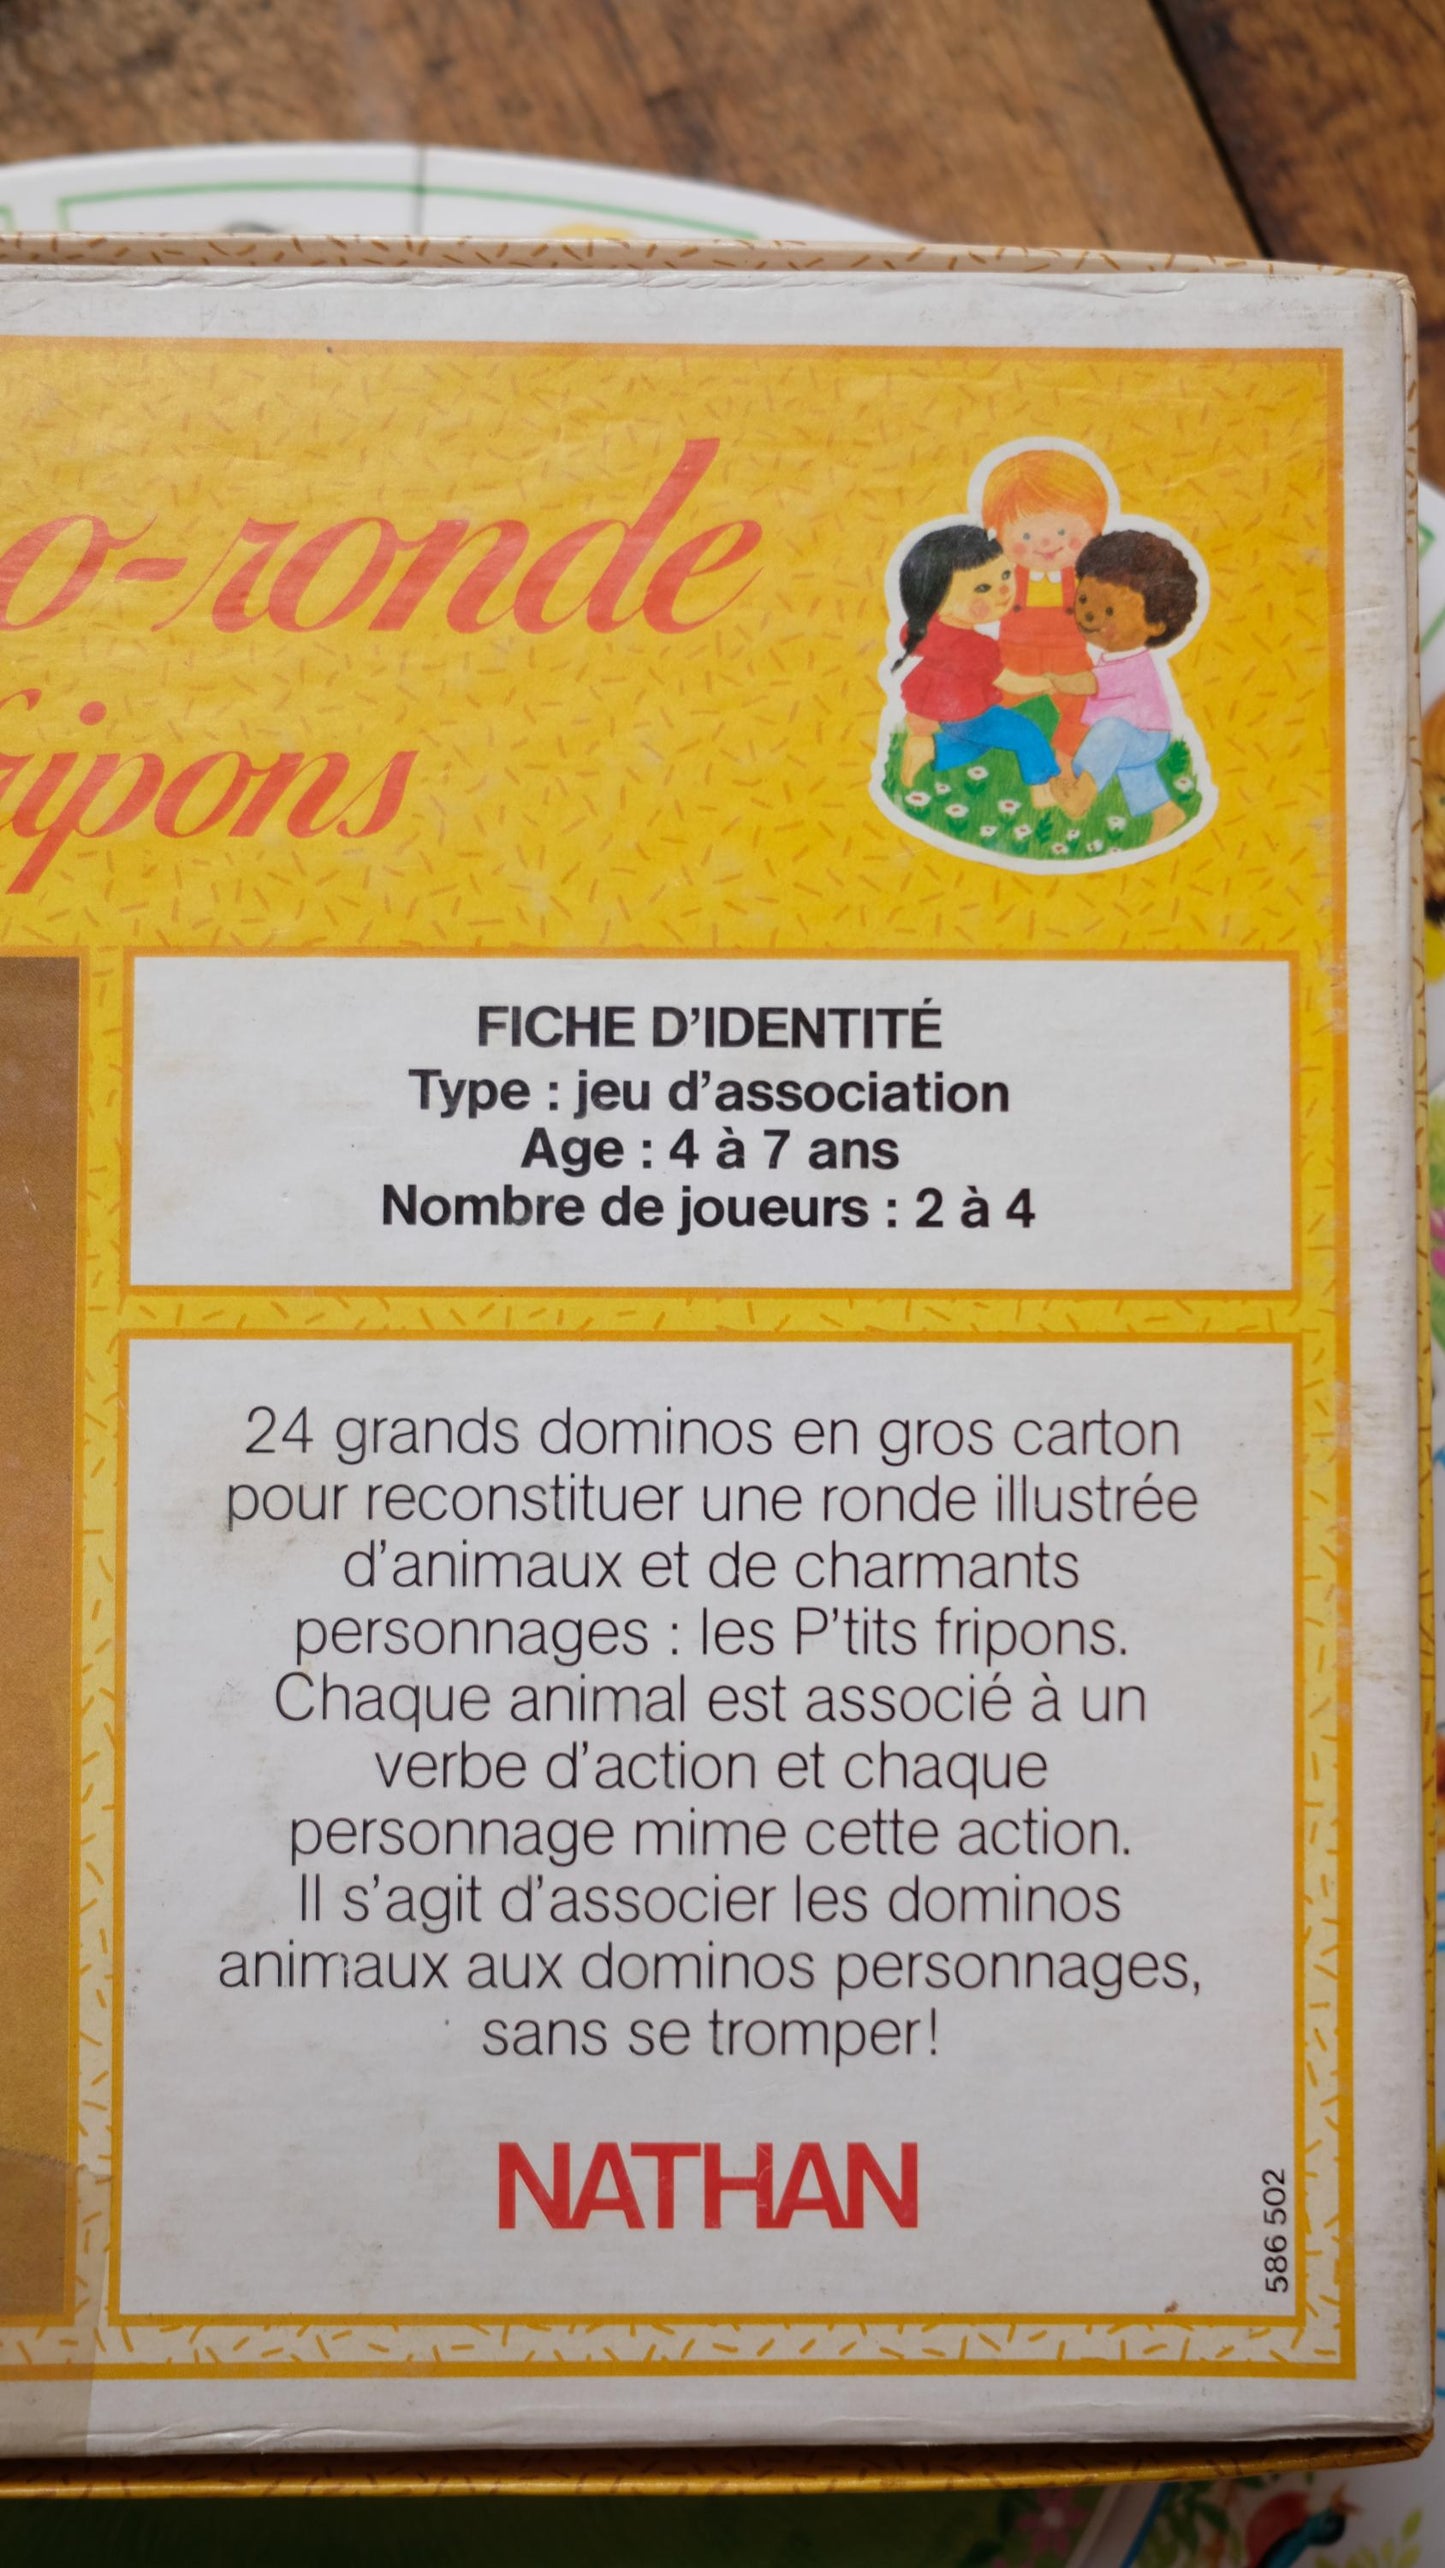 o-ronde
fripons
FICHE D'IDENTITÉ
Type : jeu d'association
Age : 4 à 7 ans
Nombre de joueurs : 2 à 4
24 grands dominos en gros carton
pour reconstituer une ronde illustrée
d'animaux et de charmants
personnages : les P'tits fripons.
Chaque animal est associé à un
verbe d'action et chaque
personnage mime cette action.
Il s'agit d'associer les dominos
animaux aux dominos personnages,
sans se tromper!
NATHAN
586 502